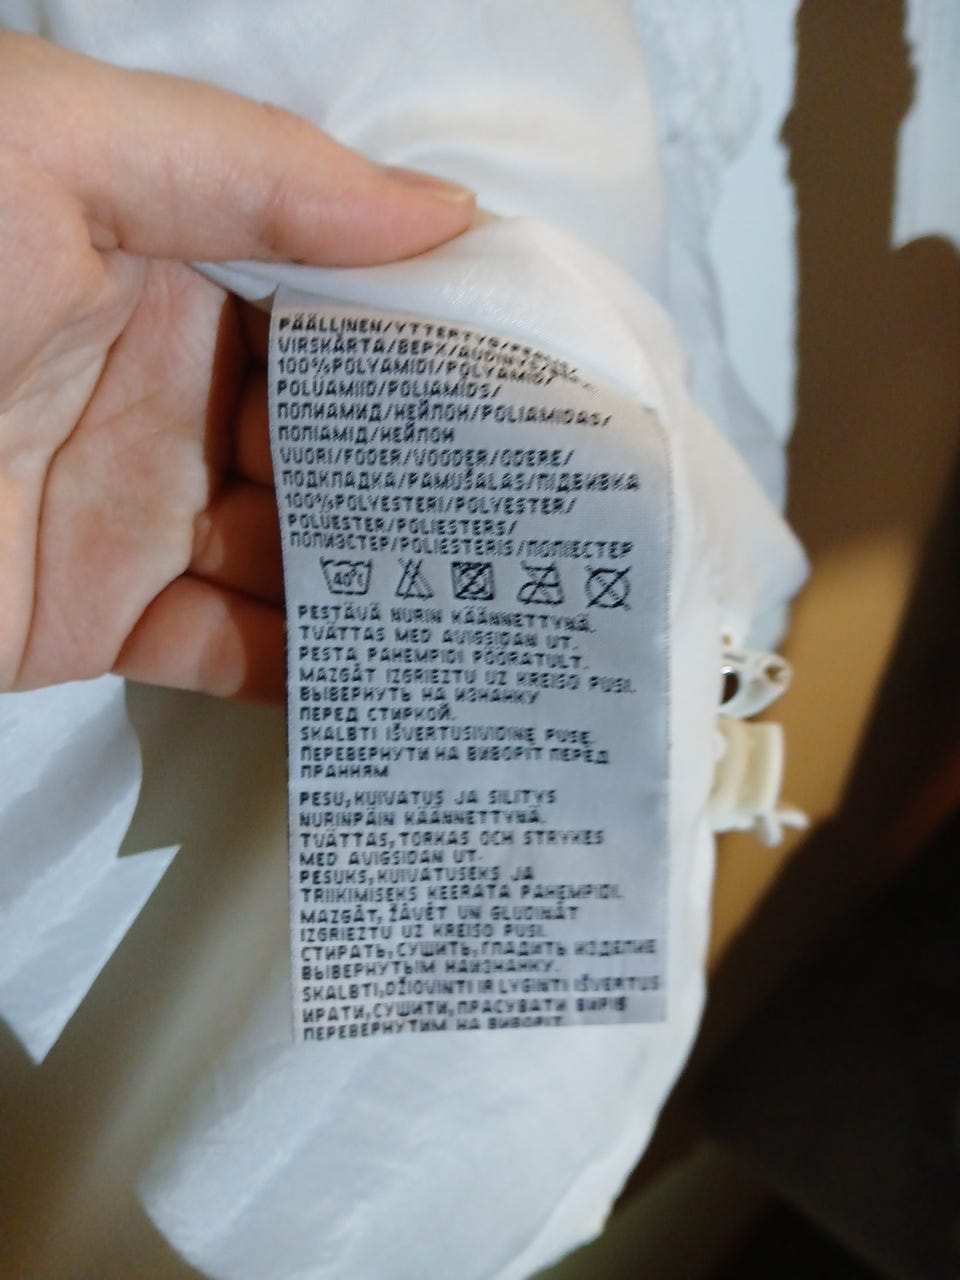 PÄÄLLINEN/YTTERTYG/
VIRSKĀRTA/ВЕРХ/AUDINYS/
100%POLYAMIDI/POLYAMID/
POLÜAMIID/POLIAMĪDS/
ПОЛИАМИД/НЕЙЛОН/POLIAMIDAS/
ПОЛІАМІД/НЕЙЛОН
VUORI/FODER/VOODER/ODERE/
ПОДКЛАДКА/PAMUŠALAS/ПІДБИВКА
100%POLYESTERI/POLYESTER/
POLÜESTER/POLIESTERS/
ПОЛИЭСТЕР/POLIESTERIS/ПОЛІЕСТЕР
40°C
PESTÄVÄ NURIN KÄÄNNETTYNÄ.
TVÄTTAS MED AVIGSIDAN UT.
PESTA PAHEMPIDI PÖÖRATULT.
MAZGĀT IZGRIEZTU UZ KREISO PUSI.
ВЫВЕРНУТЬ НА ИЗНАНКУ
ПЕРЕД СТИРКОЙ.
SKALBTI IŠVERTUS IVIDINĘ PUSĘ.
ПЕРЕВЕРНУТИ НА ВИВОРІТ ПЕРЕД
ПРАННЯМ
PESU,KUIVATUS JA SILITYS
NURINPÄIN KÄÄNNETTYNÄ.
TVÄTTAS,TORKAS OCH STRYKES
MED AVIGSIDAN UT.
PESUKS,KUIVATUSEKS JA
TRIIKIMISEKS KEERATA PAHEMPIDI.
MAZGĀT,ŽĀVĒT UN GLUDINĀT
IZGRIEZTU UZ KREISO PUSI.
СТИРАТЬ,СУШИТЬ,ГЛАДИТЬ ИЗДЕЛИЕ
ВЫВЕРНУТЫМ НАИЗНАНКУ.
SKALBTI,DŽIOVINTI IR LYGINTI IŠVERTUS
ПРАТИ,СУШИТИ,ПРАСУВАТИ ВИРІБ
ПЕРЕВЕРНУТИМ НА ВИВОРІТ.